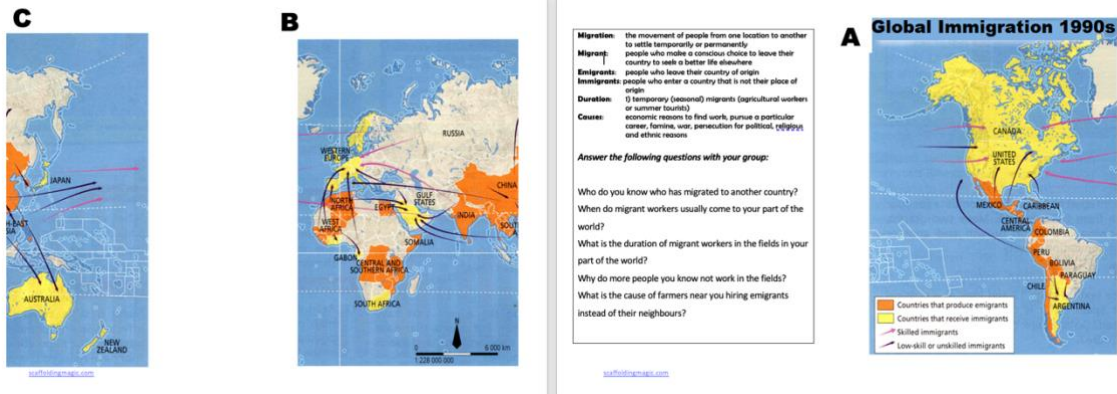 C
JAPAN
AUSTRALIA
NEW
ZEALAND
scaffoldingmagic.com
B
RUSSIA
WESTERN
EUROPE
CHINA
NORTH
AFRICA
EGYPT
GULF
STATES
INDIA
WEST
AFRICA
SOMALIA
GABON
CENTRAL AND
SOUTHERN AFRICA
SOUTH AFRICA
N
0 6 000 km
1:228 000 000
Migration: the movement of people from one location to another
to settle temporarily or permanently
Migrant: people who make a conscious choice to leave their
country to seek a better life elsewhere
Emigrants: people who leave their country of origin
Immigrants: people who enter a country that is not their place of
origin
Duration: 1) temporary (seasonal) migrants (agricultural workers
or summer tourists)
Causes: economic reasons to find work, pursue a particular
career, famine, war, persecution for political, religious
and ethnic reasons
Answer the following questions with your group:
Who do you know who has migrated to another country?
When do migrant workers usually come to your part of the
world?
What is the duration of migrant workers in the fields in your
part of the world?
Why do more people you know not work in the fields?
What is the cause of farmers near you hiring emigrants
instead of their neighbours?
scaffoldingmagic.com
A
Global Immigration 1990s
CANADA
UNITED
STATES
MEXICO
CARIBBEAN
CENTRAL
AMERICA
COLOMBIA
PERU
BOLIVIA
PARAGUAY
CHILE
ARGENTINA
Countries that produce emigrants
Countries that receive immigrants
Skilled immigrants
Low-skill or unskilled immigrants